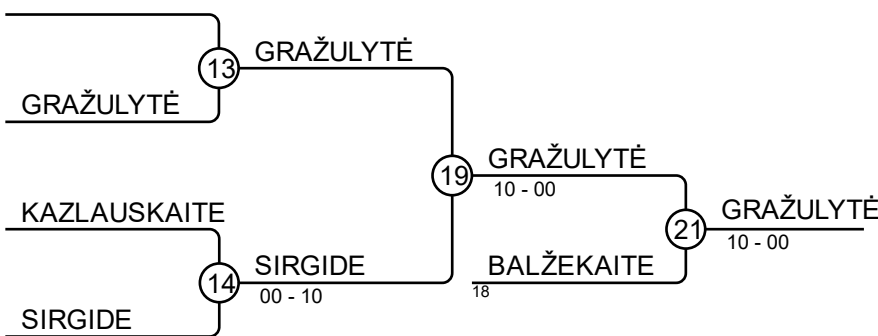 13
GRAŽULYTĖ
GRAŽULYTĖ
19
GRAŽULYTĖ
10 - 00
KAZLAUSKAITE
14
SIRGIDE
00 - 10
SIRGIDE
BALŽEKAITE
18
21
GRAŽULYTĖ
10 - 00